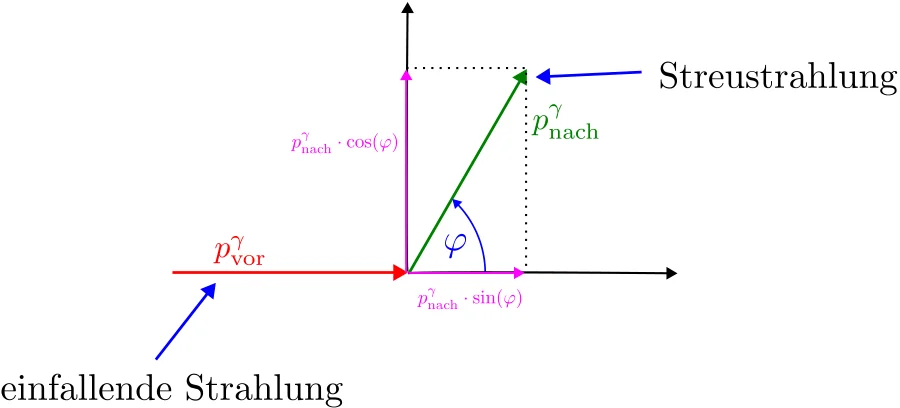 Streustrahlung
p^γ_nach
p^γ_nach · cos(φ)
φ
p^γ_vor
p^γ_nach · sin(φ)
einfallende Strahlung